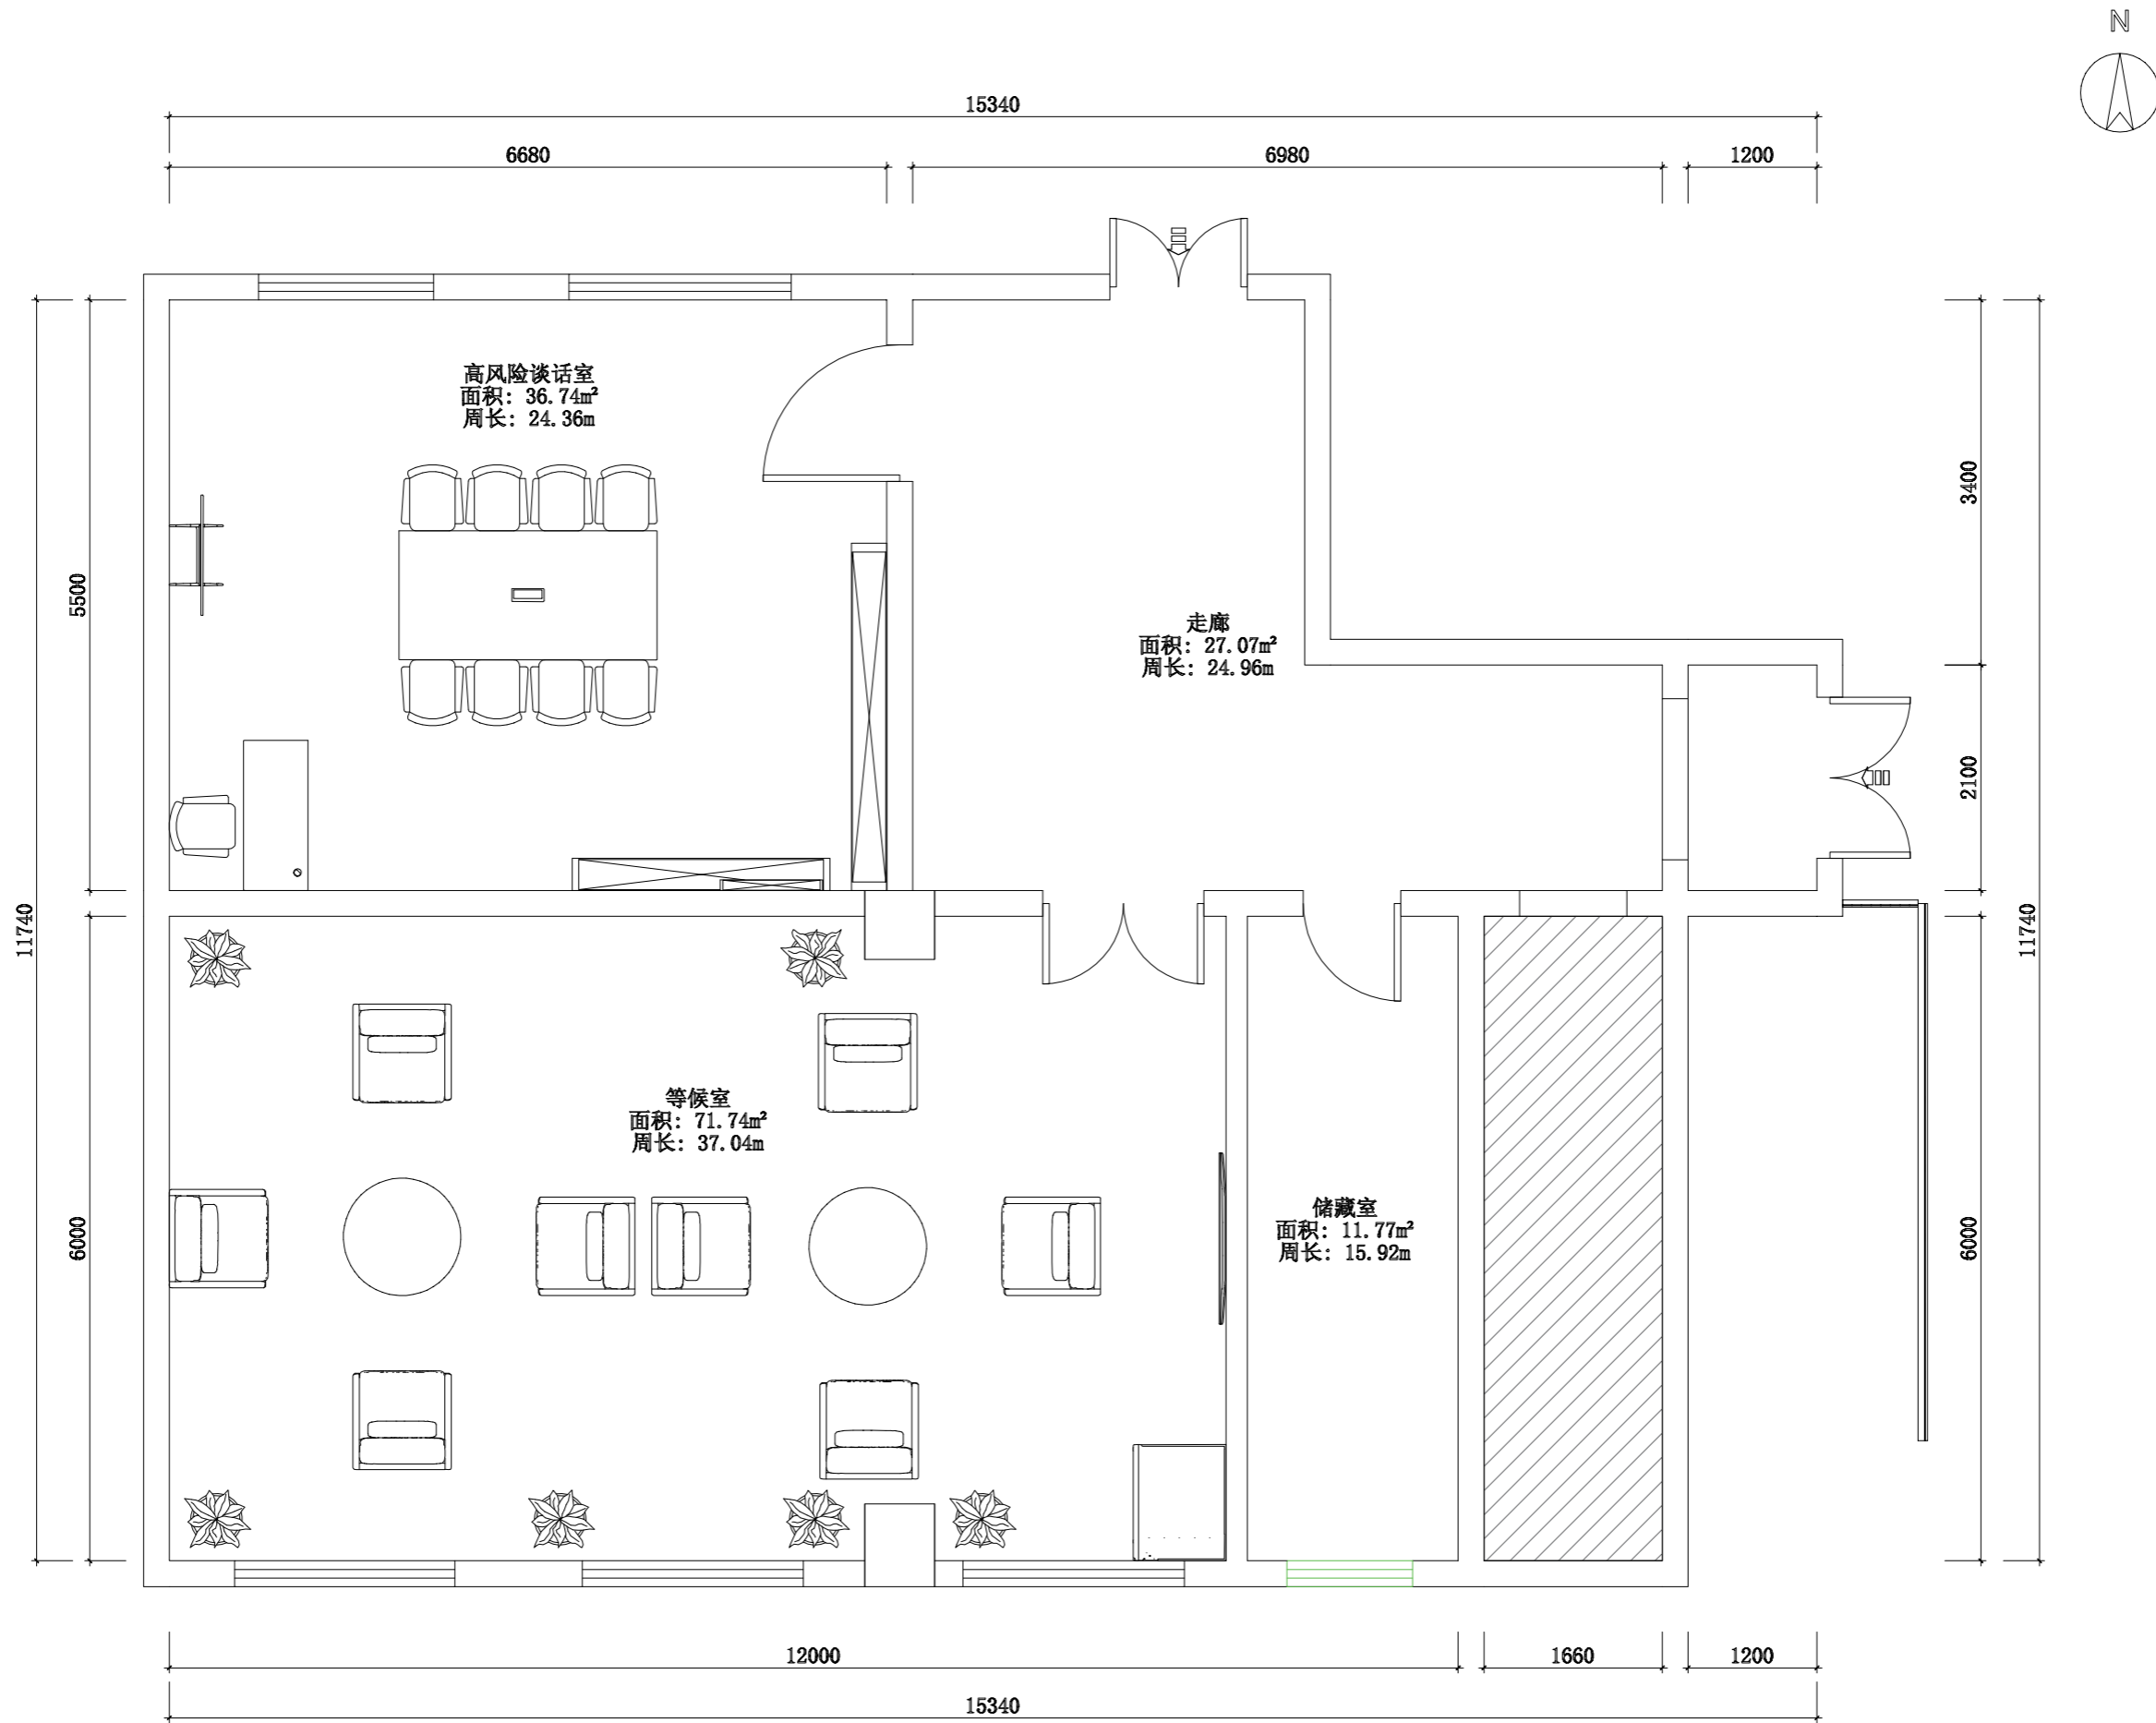 N
15340
6680
6980
1200
高风险谈话室
面积: 36.74m²
周长: 24.36m
3400
5500
走廊
面积: 27.07m²
周长: 24.96m
2100
11740
11740
等候室
面积: 71.74m²
周长: 37.04m
储藏室
面积: 11.77m²
周长: 15.92m
6000
6000
12000
1660
1200
15340